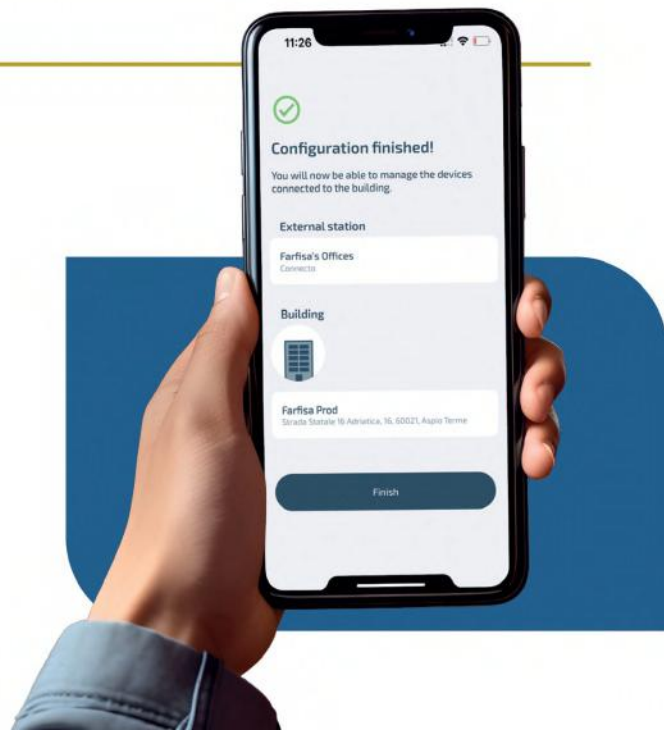 11:26
Configuration finished!
You will now be able to manage the devices
connected to the building.
External station
Farfisa's Offices
Connecto
Building
Farfisa Prod
Strada Statale 16 Adriatica, 16, 60021, Aspio Terme
Finish